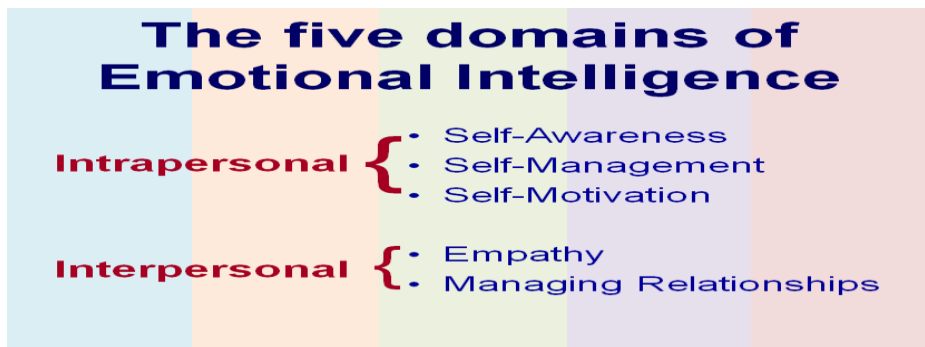 The five domains of
Emotional Intelligence
Intrapersonal {
• Self-Awareness
• Self-Management
• Self-Motivation
Interpersonal {
• Empathy
• Managing Relationships